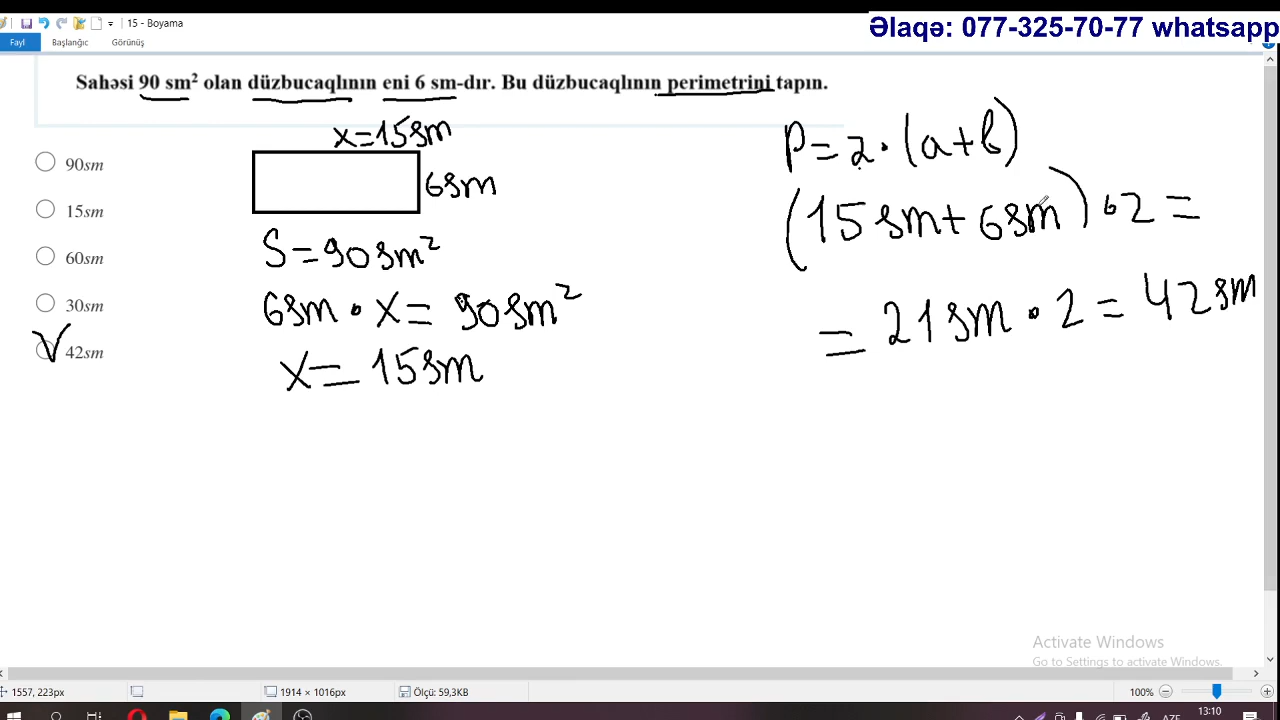 15 - Boyama
Əlaqə: 077-325-70-77 whatsapp
Fayl Başlanğıc Görünüş
Sahəsi 90 sm² olan düzbucaqlının eni 6 sm-dır. Bu düzbucaqlının perimetrini tapın.
90sm
15sm
60sm
30sm
V 42sm
x=15sm
6sm
S=90sm²
6sm · x = 90sm²
x=15sm
P=2·(a+b)
(15sm+6sm)·2=
=21sm·2=42sm
Activate Windows
Go to Settings to activate Windows.
1557, 223px
1914 × 1016px
Ölçü: 59,3KB
100%
AZE
13:10